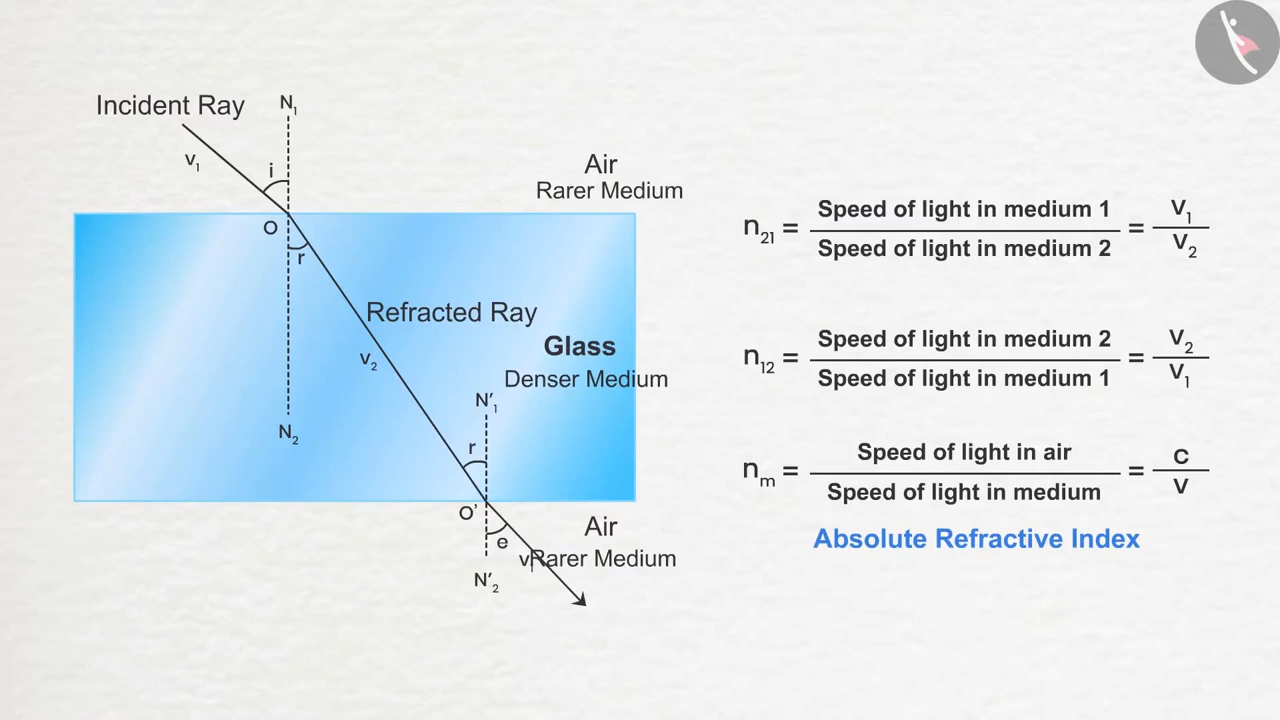 Incident Ray
N₁
v₁
i
Air
Rarer Medium
O
r
Refracted Ray
v₂
Glass
Denser Medium
N′₁
N₂
r
O'
e
Air
v₁Rarer Medium
N′₂
n₂₁ = Speed of light in medium 1 / Speed of light in medium 2 = V₁ / V₂
n₁₂ = Speed of light in medium 2 / Speed of light in medium 1 = V₂ / V₁
nₘ = Speed of light in air / Speed of light in medium = c / v
Absolute Refractive Index